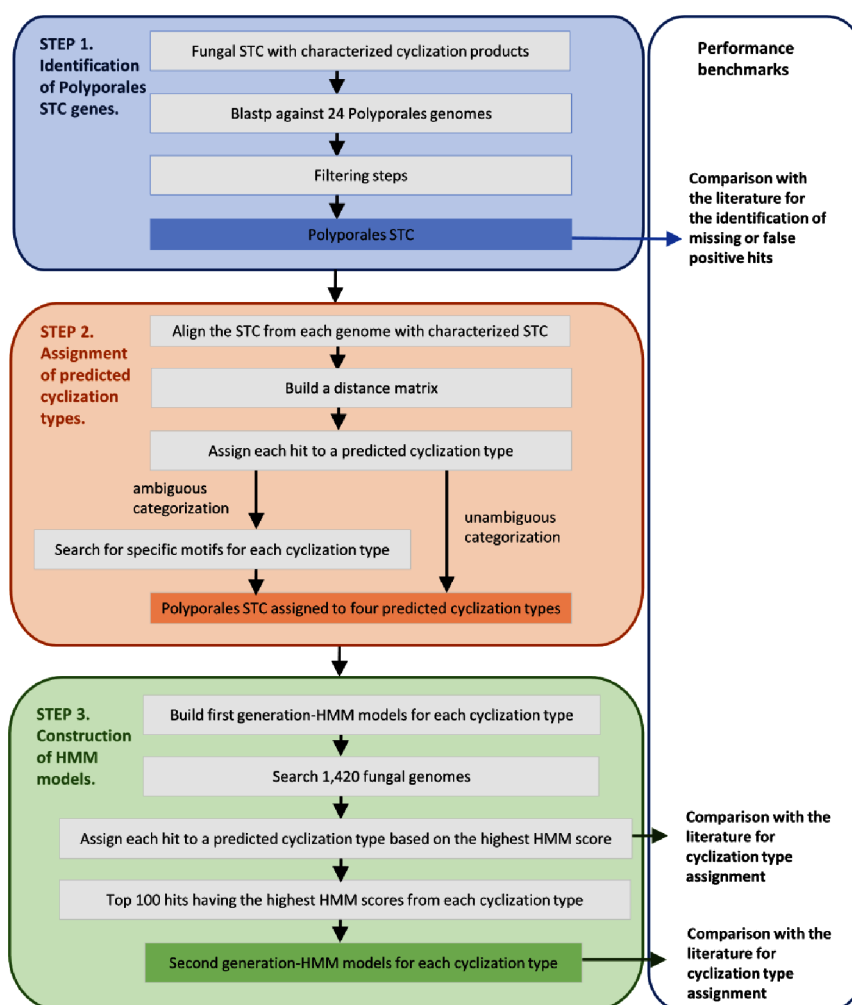 STEP 1.
Identification
of Polyporales
STC genes.
Fungal STC with characterized cyclization products
Blastp against 24 Polyporales genomes
Filtering steps
Polyporales STC
Performance
benchmarks
Comparison with
the literature for
the identification of
missing or false
positive hits
STEP 2.
Assignment
of predicted
cyclization
types.
Align the STC from each genome with characterized STC
Build a distance matrix
Assign each hit to a predicted cyclization type
ambiguous
categorization
unambiguous
categorization
Search for specific motifs for each cyclization type
Polyporales STC assigned to four predicted cyclization types
STEP 3.
Construction
of HMM
models.
Build first generation-HMM models for each cyclization type
Search 1,420 fungal genomes
Assign each hit to a predicted cyclization type based on the highest HMM score
Top 100 hits having the highest HMM scores from each cyclization type
Second generation-HMM models for each cyclization type
Comparison with the
literature for
cyclization type
assignment
Comparison with the
literature for
cyclization type
assignment